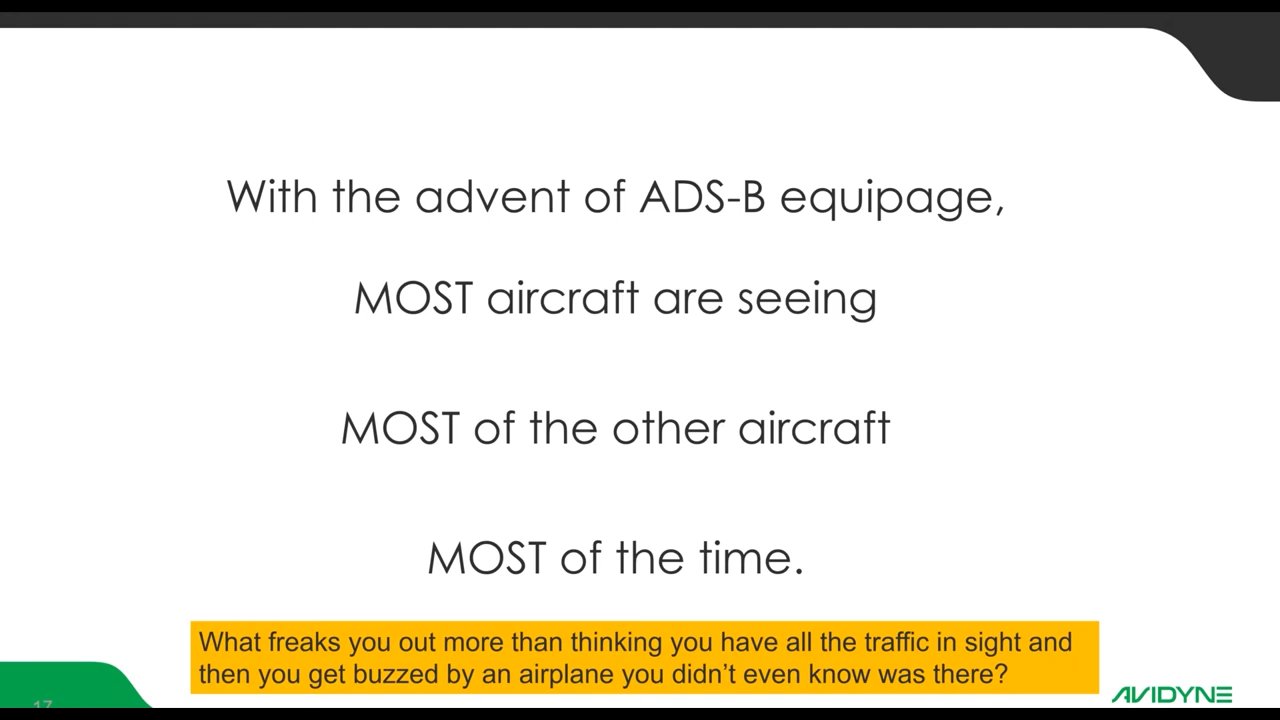 With the advent of ADS-B equipage,
MOST aircraft are seeing
MOST of the other aircraft
MOST of the time.
What freaks you out more than thinking you have all the traffic in sight and
then you get buzzed by an airplane you didn’t even know was there?
17
AVIDYNE